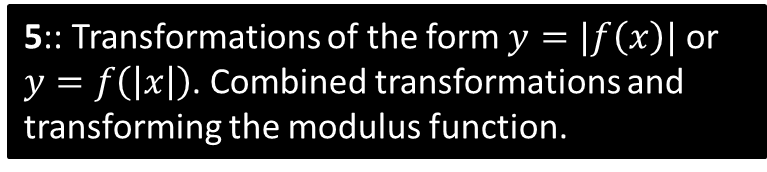 5:: Transformations of the form y = |f(x)| or
y = f(|x|). Combined transformations and
transforming the modulus function.